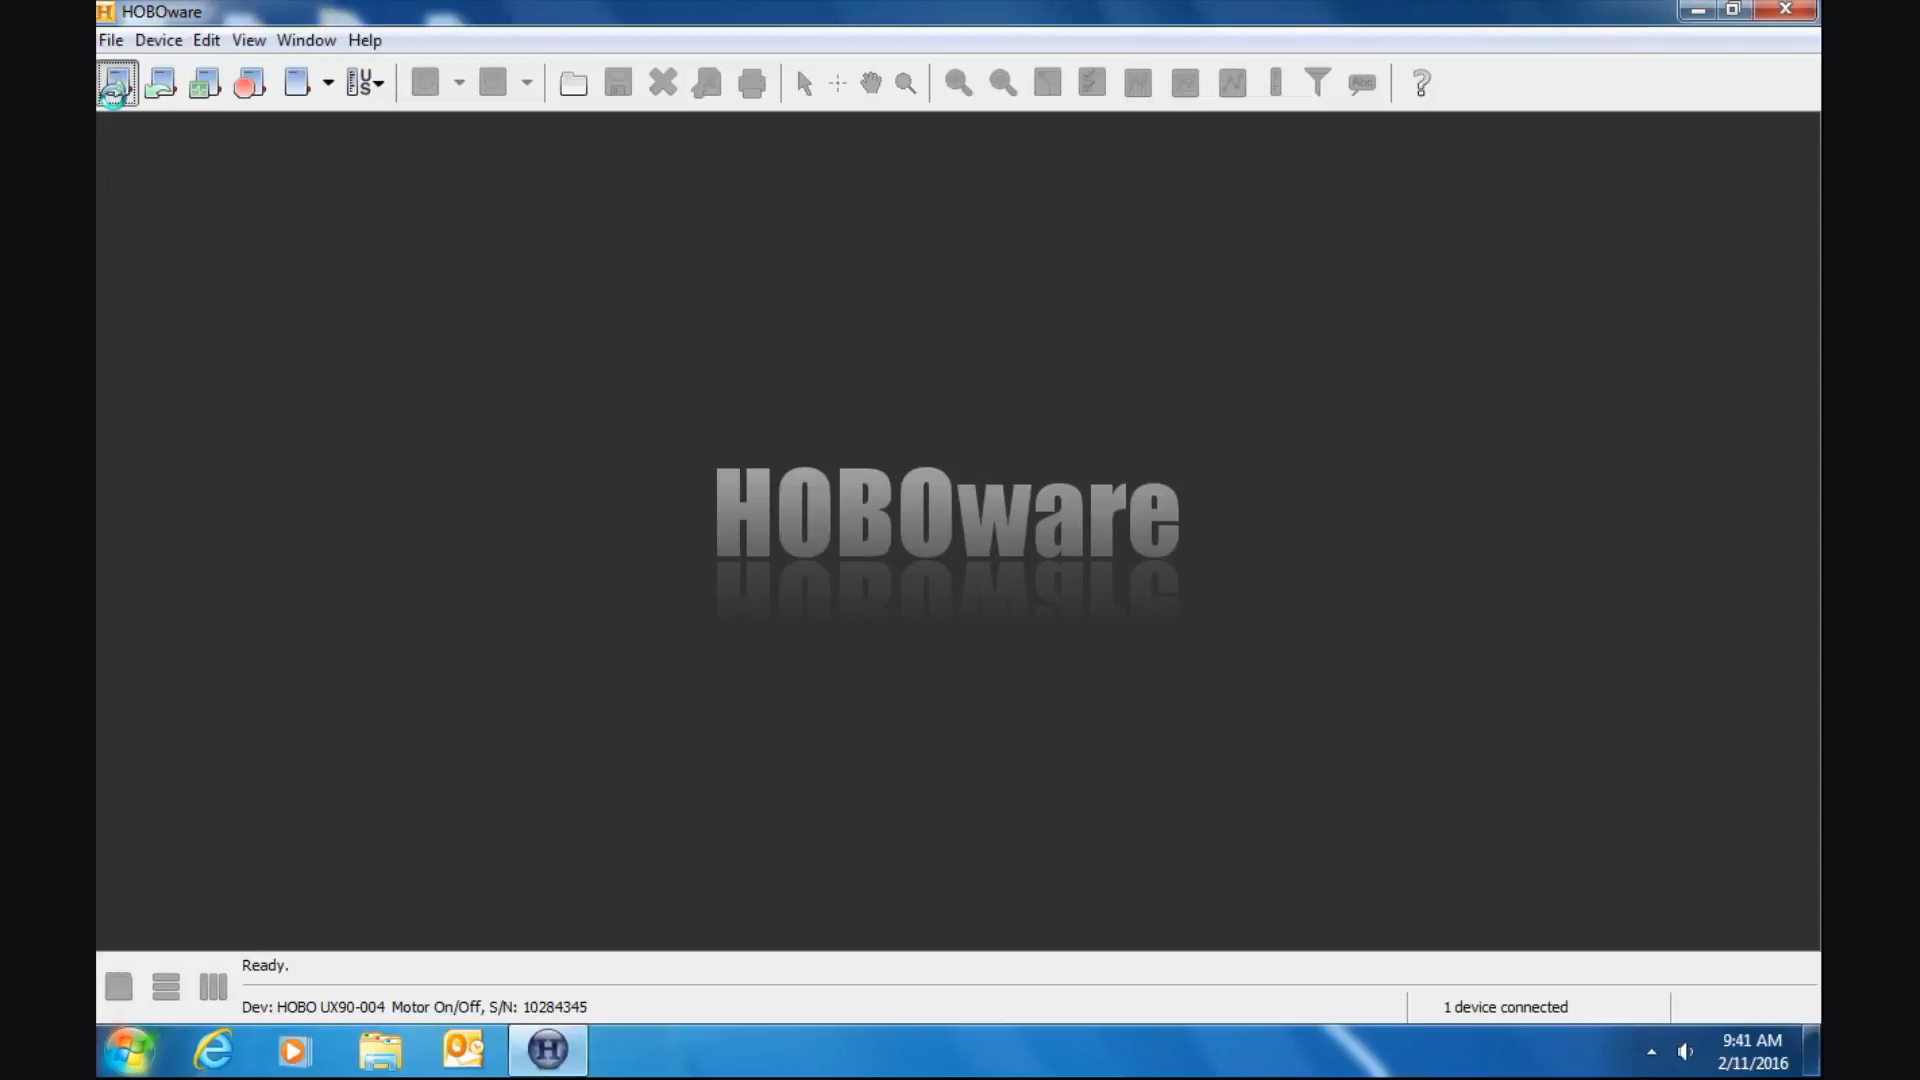 HOBOware
File Device Edit View Window Help
U
S
?
HOBOware
Ready.
Dev: HOBO UX90-004 Motor On/Off, S/N: 10284345
1 device connected
9:41 AM
2/11/2016